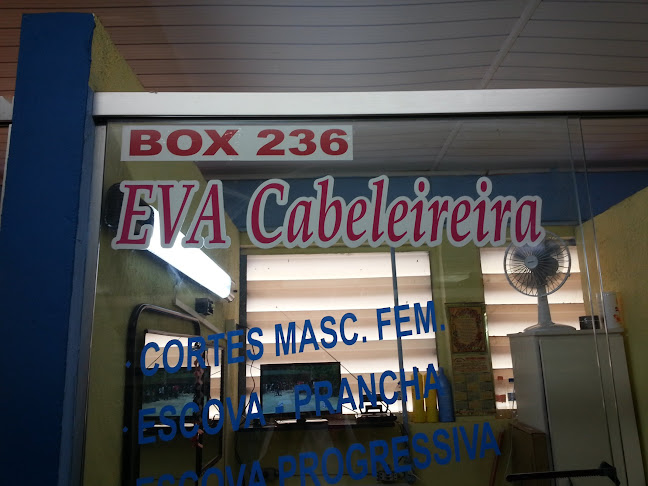 BOX 236
EVA Cabeleireira
· CORTES MASC. FEM.
· ESCOVA - PRANCHA
ESCOVA PROGRESSIVA